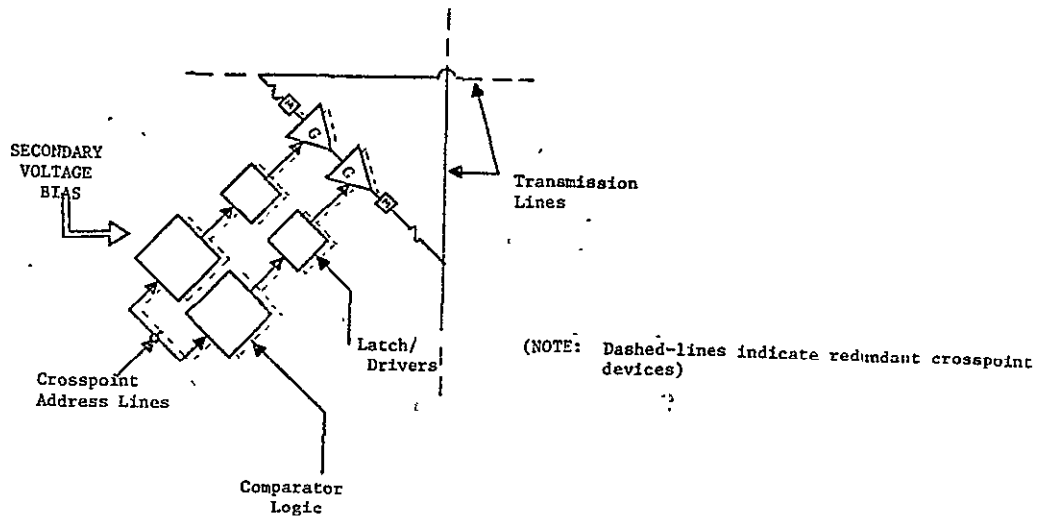 SECONDARY
VOLTAGE
BIAS
M
G
G
M
Transmission
Lines
Latch/
Drivers
Crosspoint
Address Lines
Comparator
Logic
(NOTE: Dashed-lines indicate redundant crosspoint
devices)